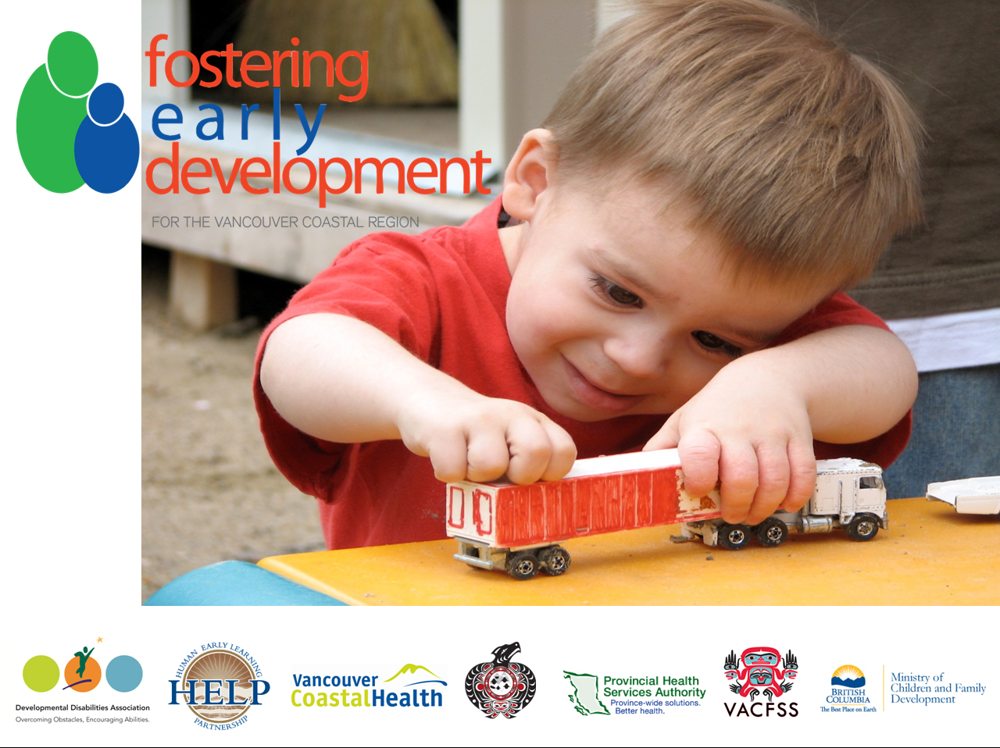 fostering
early
development
FOR THE VANCOUVER COASTAL REGION
Developmental Disabilities Association
Overcoming Obstacles, Encouraging Abilities.
HUMAN EARLY LEARNING
HELP
PARTNERSHIP
Vancouver
CoastalHealth
Provincial Health
Services Authority
Province-wide solutions.
Better health.
VACFSS
BRITISH
COLUMBIA
The Best Place on Earth
Ministry of
Children and Family
Development